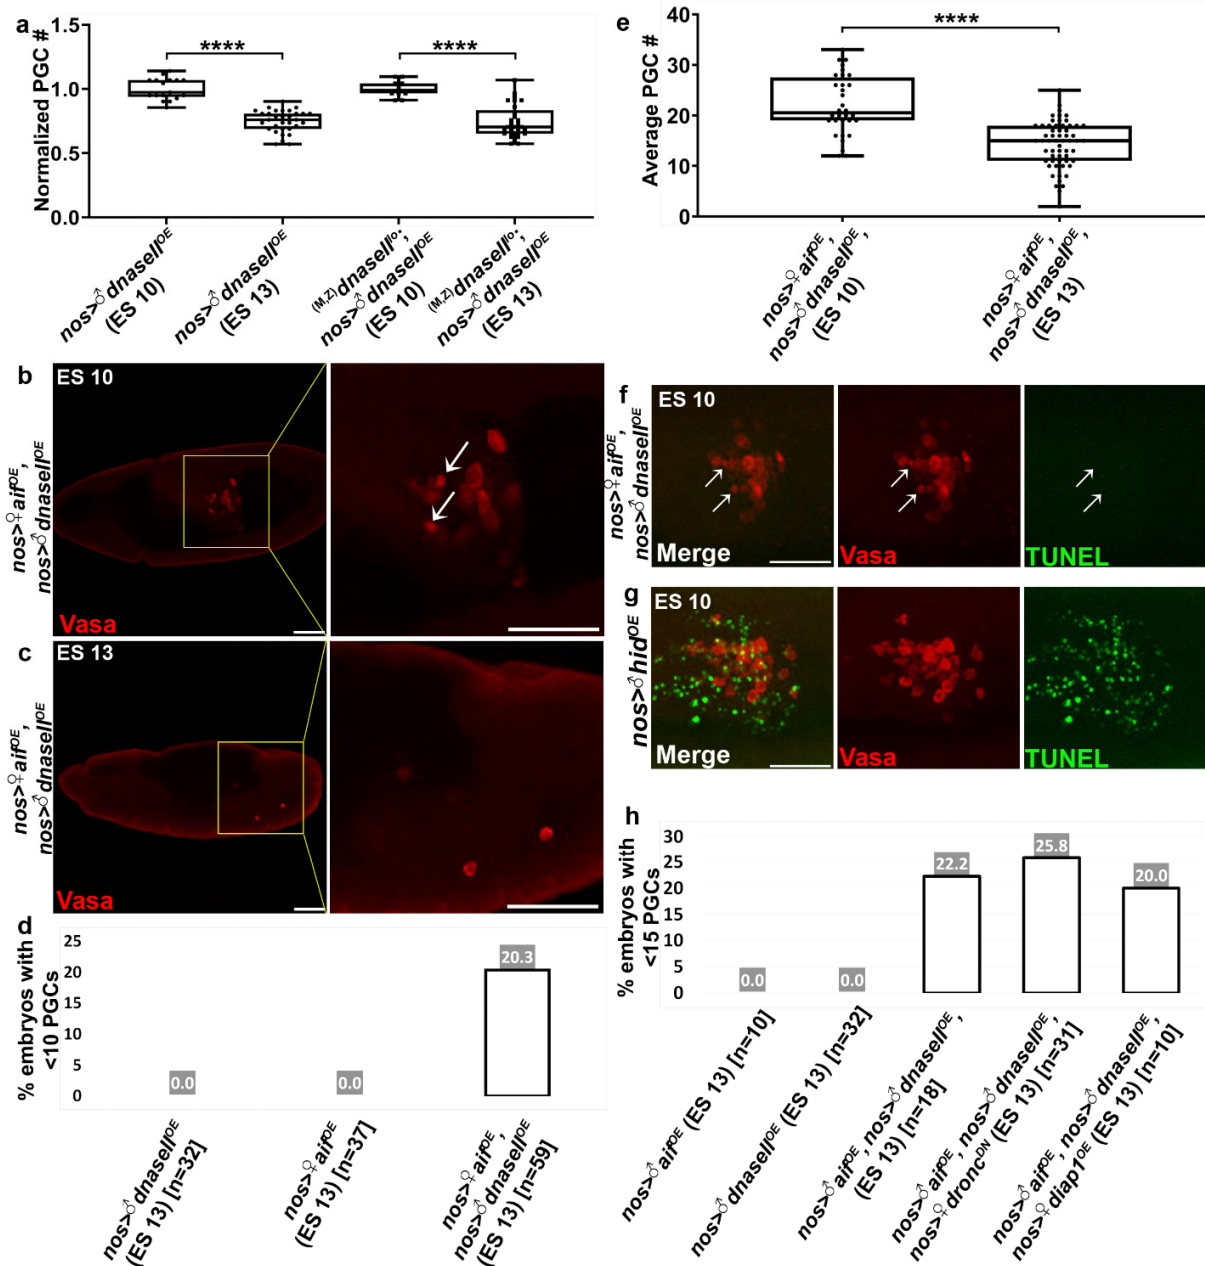 a
Normalized PGC #
1.5
1.0
0.5
0.0
****
****
nos>♂dnaseII^OE
(ES 10)
nos>♂dnaseII^OE
(ES 13)
(M,Z)dnaseII^lo;
nos>♂dnaseII^OE
(ES 10)
(M,Z)dnaseII^lo;
nos>♂dnaseII^OE
(ES 13)
e
Average PGC #
40
30
20
10
0
****
nos>♀aif^OE,
nos>♂dnaseII^OE,
(ES 10)
nos>♀aif^OE,
nos>♂dnaseII^OE,
(ES 13)
b
nos>♀aif^OE,
nos>♂dnaseII^OE
ES 10
Vasa
c
nos>♀aif^OE,
nos>♂dnaseII^OE
ES 13
Vasa
f
nos>♀aif^OE,
nos>♂dnaseII^OE
ES 10
Merge
Vasa
TUNEL
g
nos>♂hid^OE
ES 10
Merge
Vasa
TUNEL
d
% embryos with
<10 PGCs
25
20
15
10
5
0
0.0
0.0
20.3
nos>♂dnaseII^OE
(ES 13) [n=32]
nos>♀aif^OE
(ES 13) [n=37]
nos>♀aif^OE,
nos>♂dnaseII^OE
(ES 13) [n=59]
h
% embryos with
<15 PGCs
30
25
20
15
10
5
0
0.0
0.0
22.2
25.8
20.0
nos>♂aif^OE (ES 13) [n=10]
nos>♂dnaseII^OE (ES 13) [n=32]
nos>♂aif^OE, nos>♂dnaseII^OE,
(ES 13) [n=18]
nos>♂aif^OE, nos>♂dnaseII^OE,
nos>♀dronc^DN (ES 13) [n=31]
nos>♂aif^OE, nos>♂dnaseII^OE,
nos>♀diap1^OE (ES 13) [n=10]